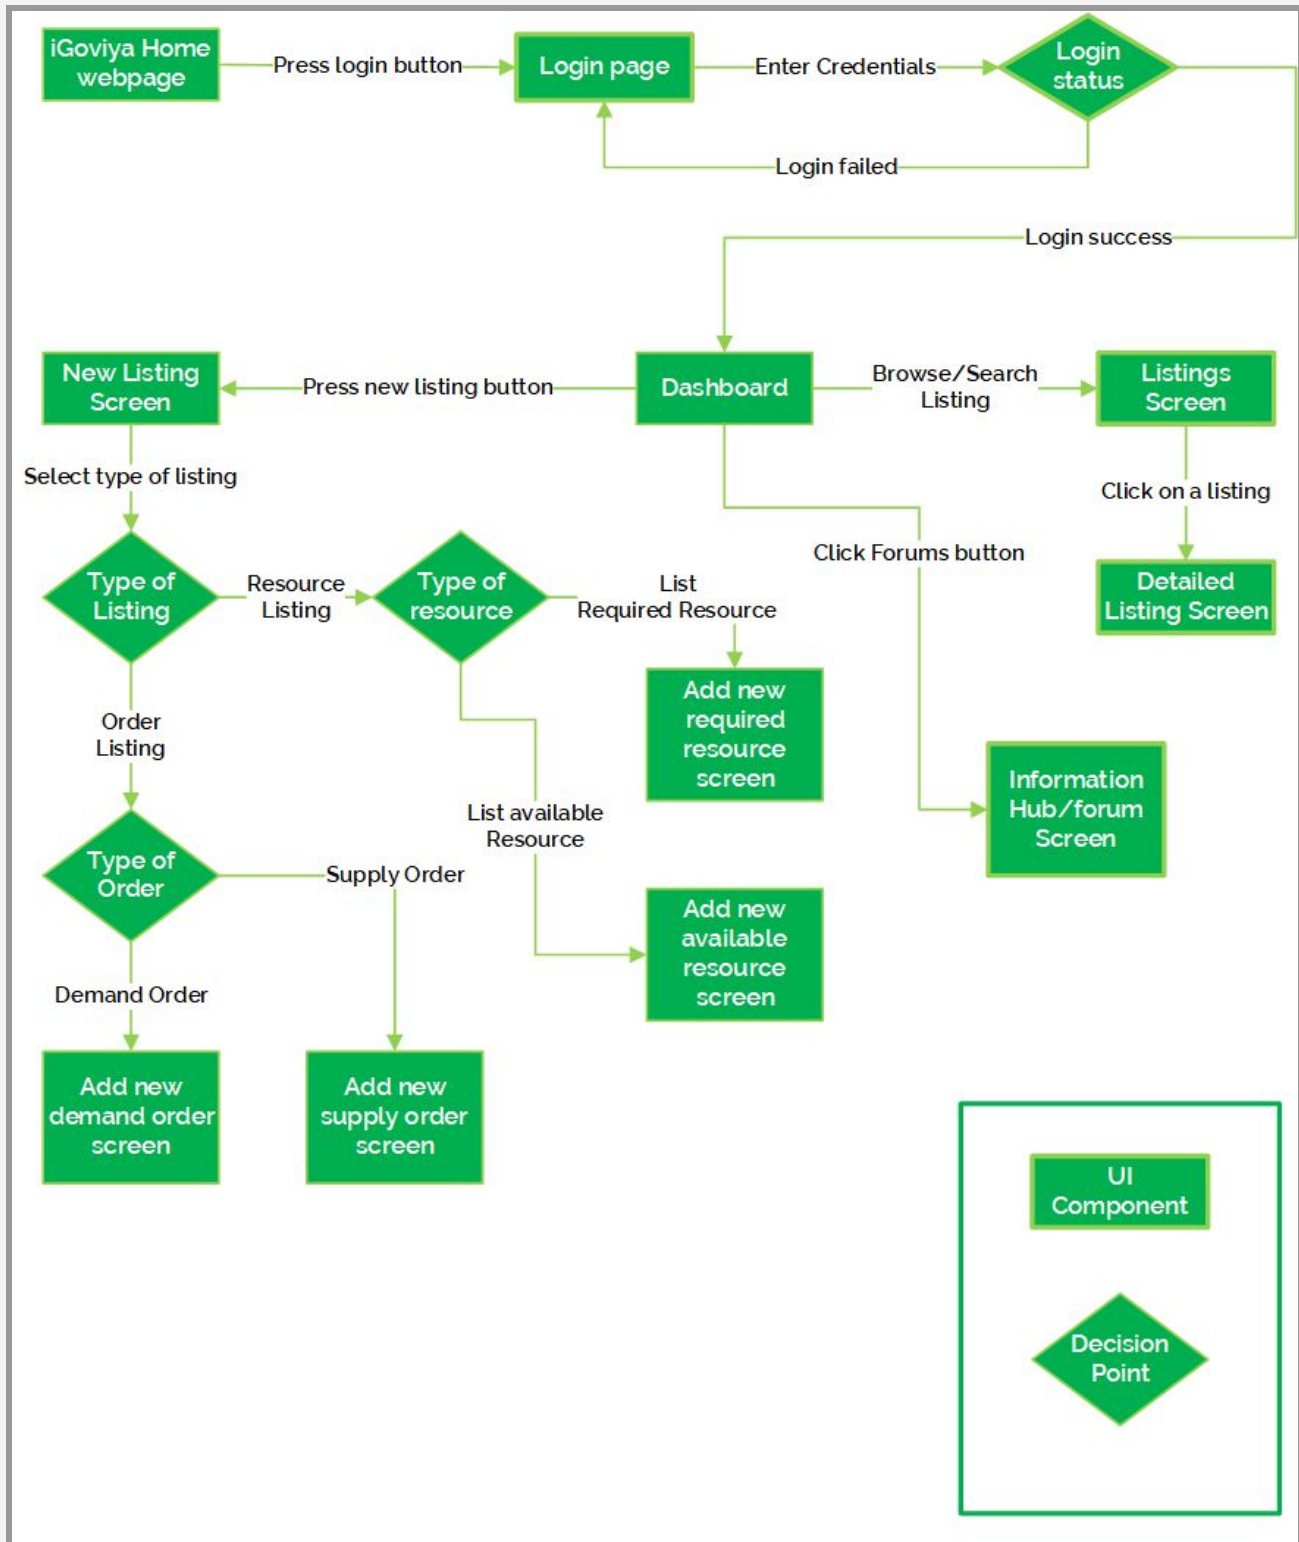 iGoviya Home
webpage
Press login button
Login page
Enter Credentials
Login
status
Login failed
Login success
New Listing
Screen
Press new listing button
Dashboard
Browse/Search
Listing
Listings
Screen
Select type of listing
Click on a listing
Click Forums button
Type of
Listing
Resource
Listing
Type of
resource
List
Required Resource
Detailed
Listing Screen
Add new
required
resource
screen
Order
Listing
Information
Hub/forum
Screen
List available
Resource
Type of
Order
Supply Order
Add new
available
resource
screen
Demand Order
Add new
demand order
screen
Add new
supply order
screen
UI
Component
Decision
Point